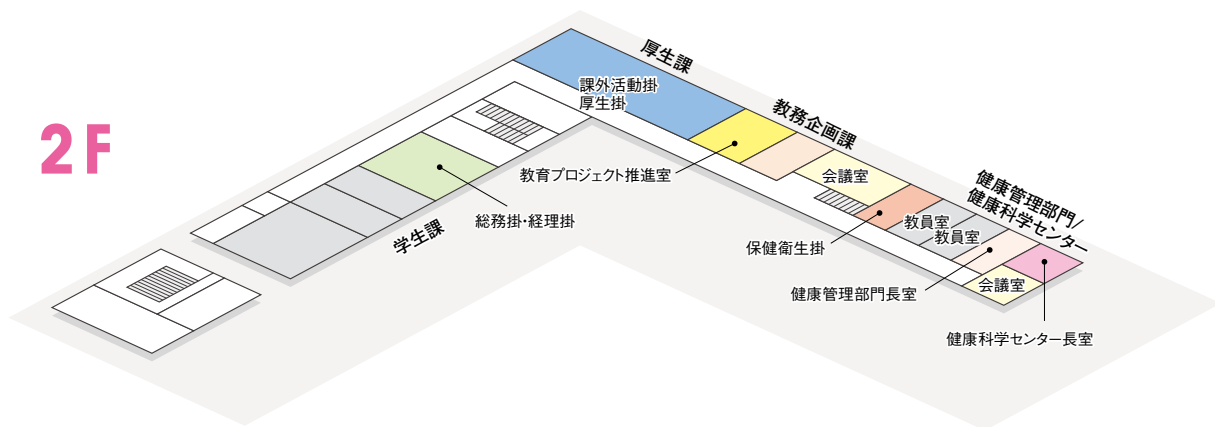 2F
厚生課
課外活動掛
厚生掛
教務企画課
教育プロジェクト推進室
会議室
健康管理部門/
健康科学センター
総務掛・経理掛
学生課
保健衛生掛
教員室
教員室
健康管理部門長室
会議室
健康科学センター長室